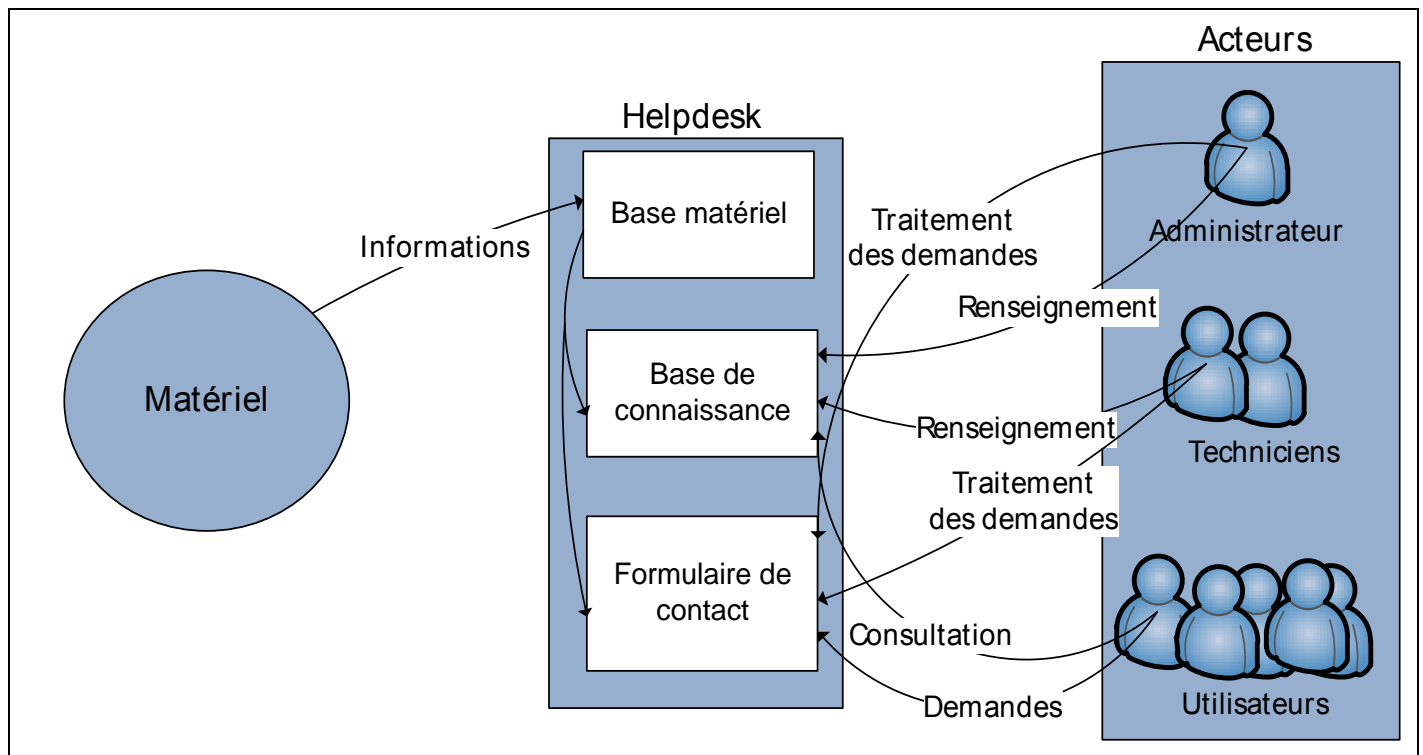 Acteurs
Helpdesk
Base matériel
Traitement
des demandes
Administrateur
Informations
Renseignement
Matériel
Base de
connaissance
Renseignement
Techniciens
Traitement
des demandes
Formulaire de
contact
Consultation
Demandes
Utilisateurs